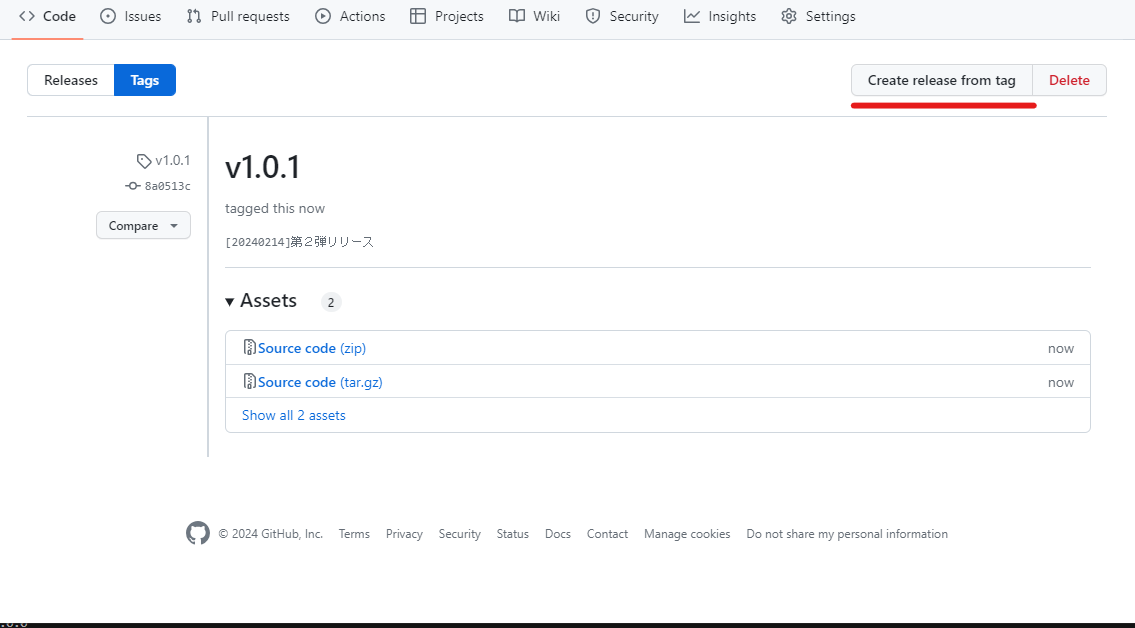 Code Issues Pull requests Actions Projects Wiki Security Insights Settings
Releases Tags Create release from tag Delete
v1.0.1
8a0513c
Compare
v1.0.1
tagged this now
[20240214]第２弾リリース
Assets 2
Source code (zip) now
Source code (tar.gz) now
Show all 2 assets
© 2024 GitHub, Inc. Terms Privacy Security Status Docs Contact Manage cookies Do not share my personal information